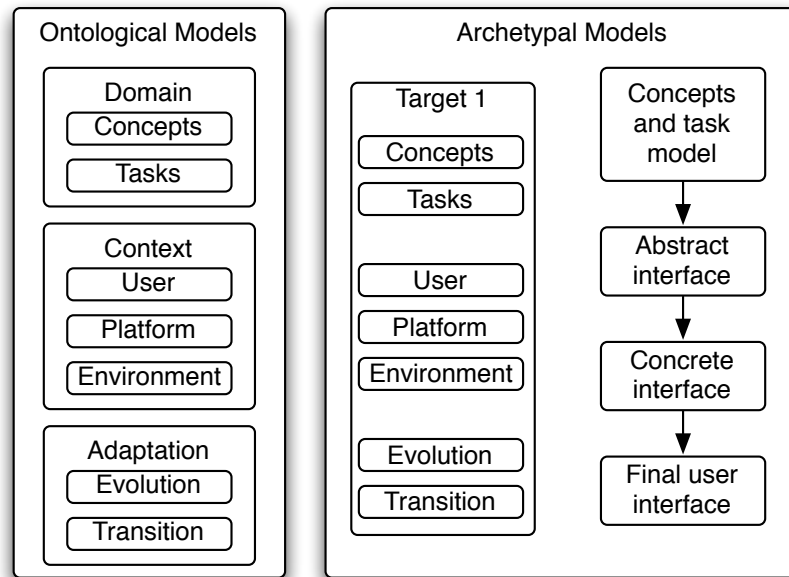 Ontological Models
Domain
Concepts
Tasks
Context
User
Platform
Environment
Adaptation
Evolution
Transition
Archetypal Models
Target 1
Concepts
Tasks
User
Platform
Environment
Evolution
Transition
Concepts
and task
model
Abstract
interface
Concrete
interface
Final user
interface